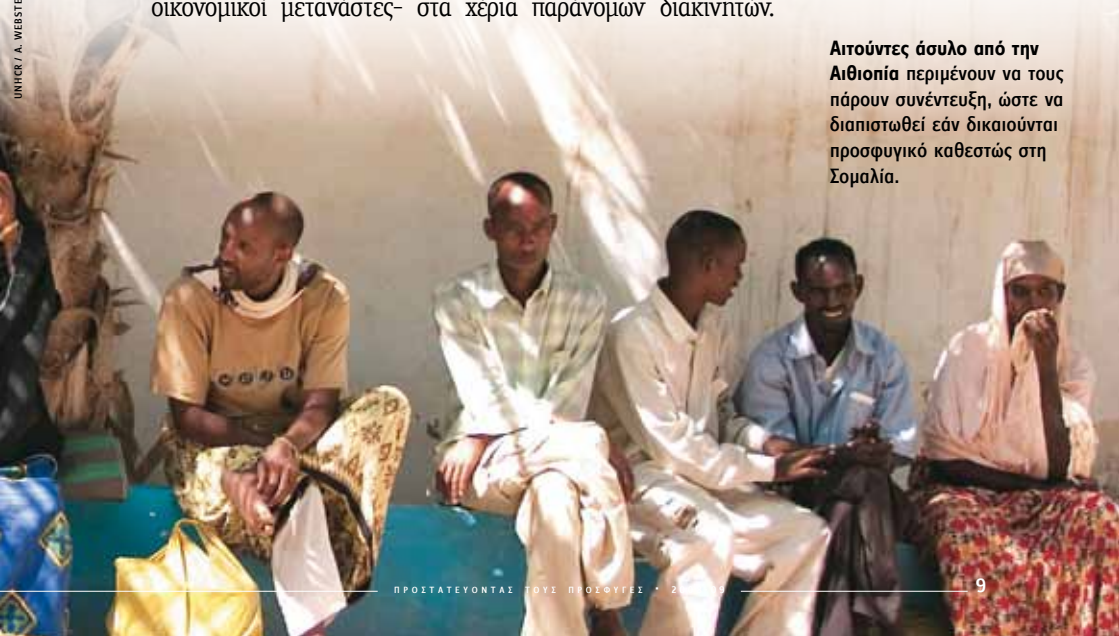 οικονομικοί μετανάστες- στα χέρια παράνομων διακινητών.
UNHCR / A. WEBSTE
Αιτούντες άσυλο από την
Αιθιοπία περιμένουν να τους
πάρουν συνέντευξη, ώστε να
διαπιστωθεί εάν δικαιούνται
προσφυγικό καθεστώς στη
Σομαλία.
ΠΡΟΣΤΑΤΕΥΟΝΤΑΣ ΤΟΥΣ ΠΡΟΣΦΥΓΕΣ •
9